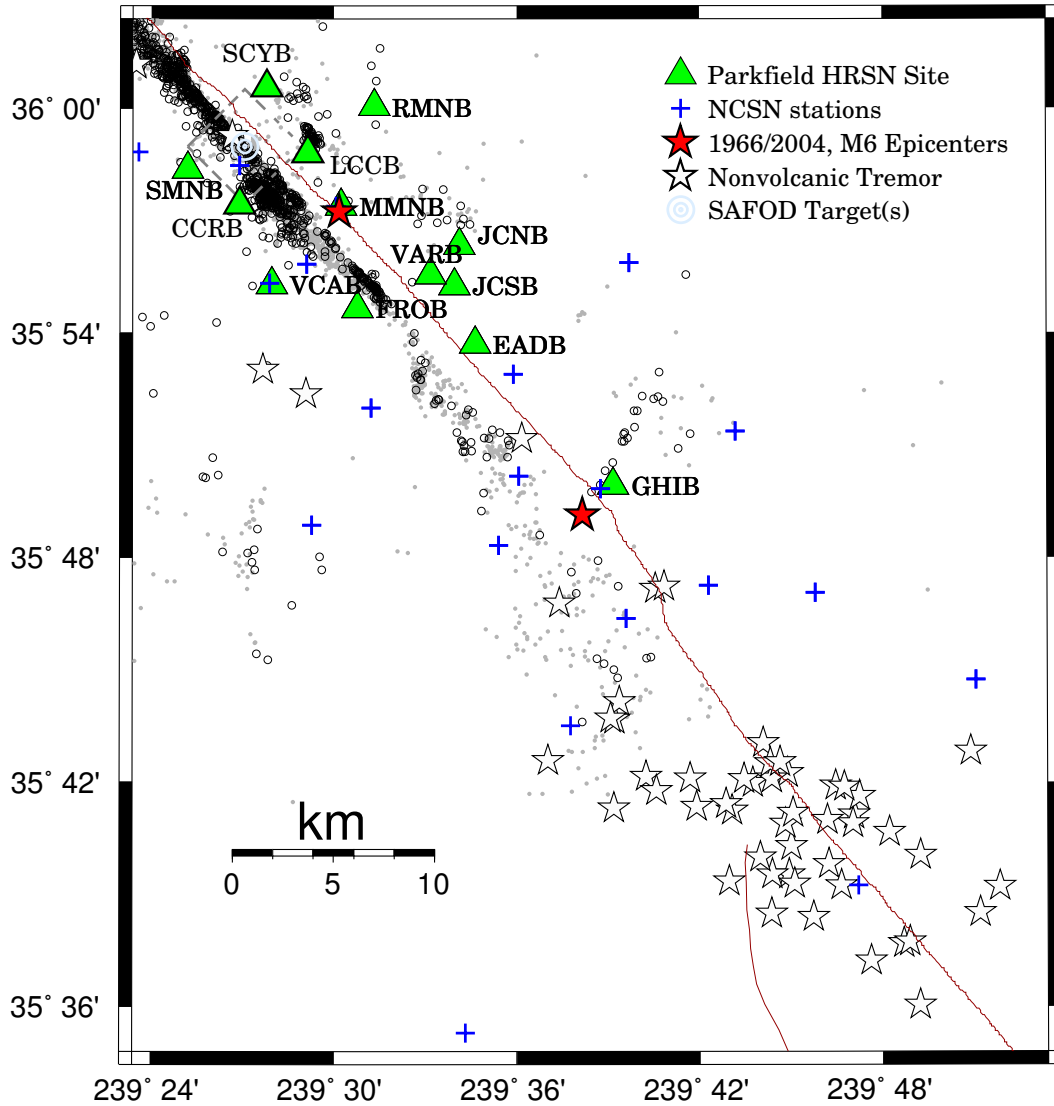 SCYB
Parkfield HRSN Site
36° 00'
RMNB
NCSN stations
1966/2004, M6 Epicenters
LCCB
Nonvolcanic Tremor
SMNB
MMNB
SAFOD Target(s)
CCRB
JCNB
VARB
VCAB
JCSB
FROB
35° 54'
EADB
GHIB
35° 48'
35° 42'
km
0 5 10
35° 36'
239° 24' 239° 30' 239° 36' 239° 42' 239° 48'